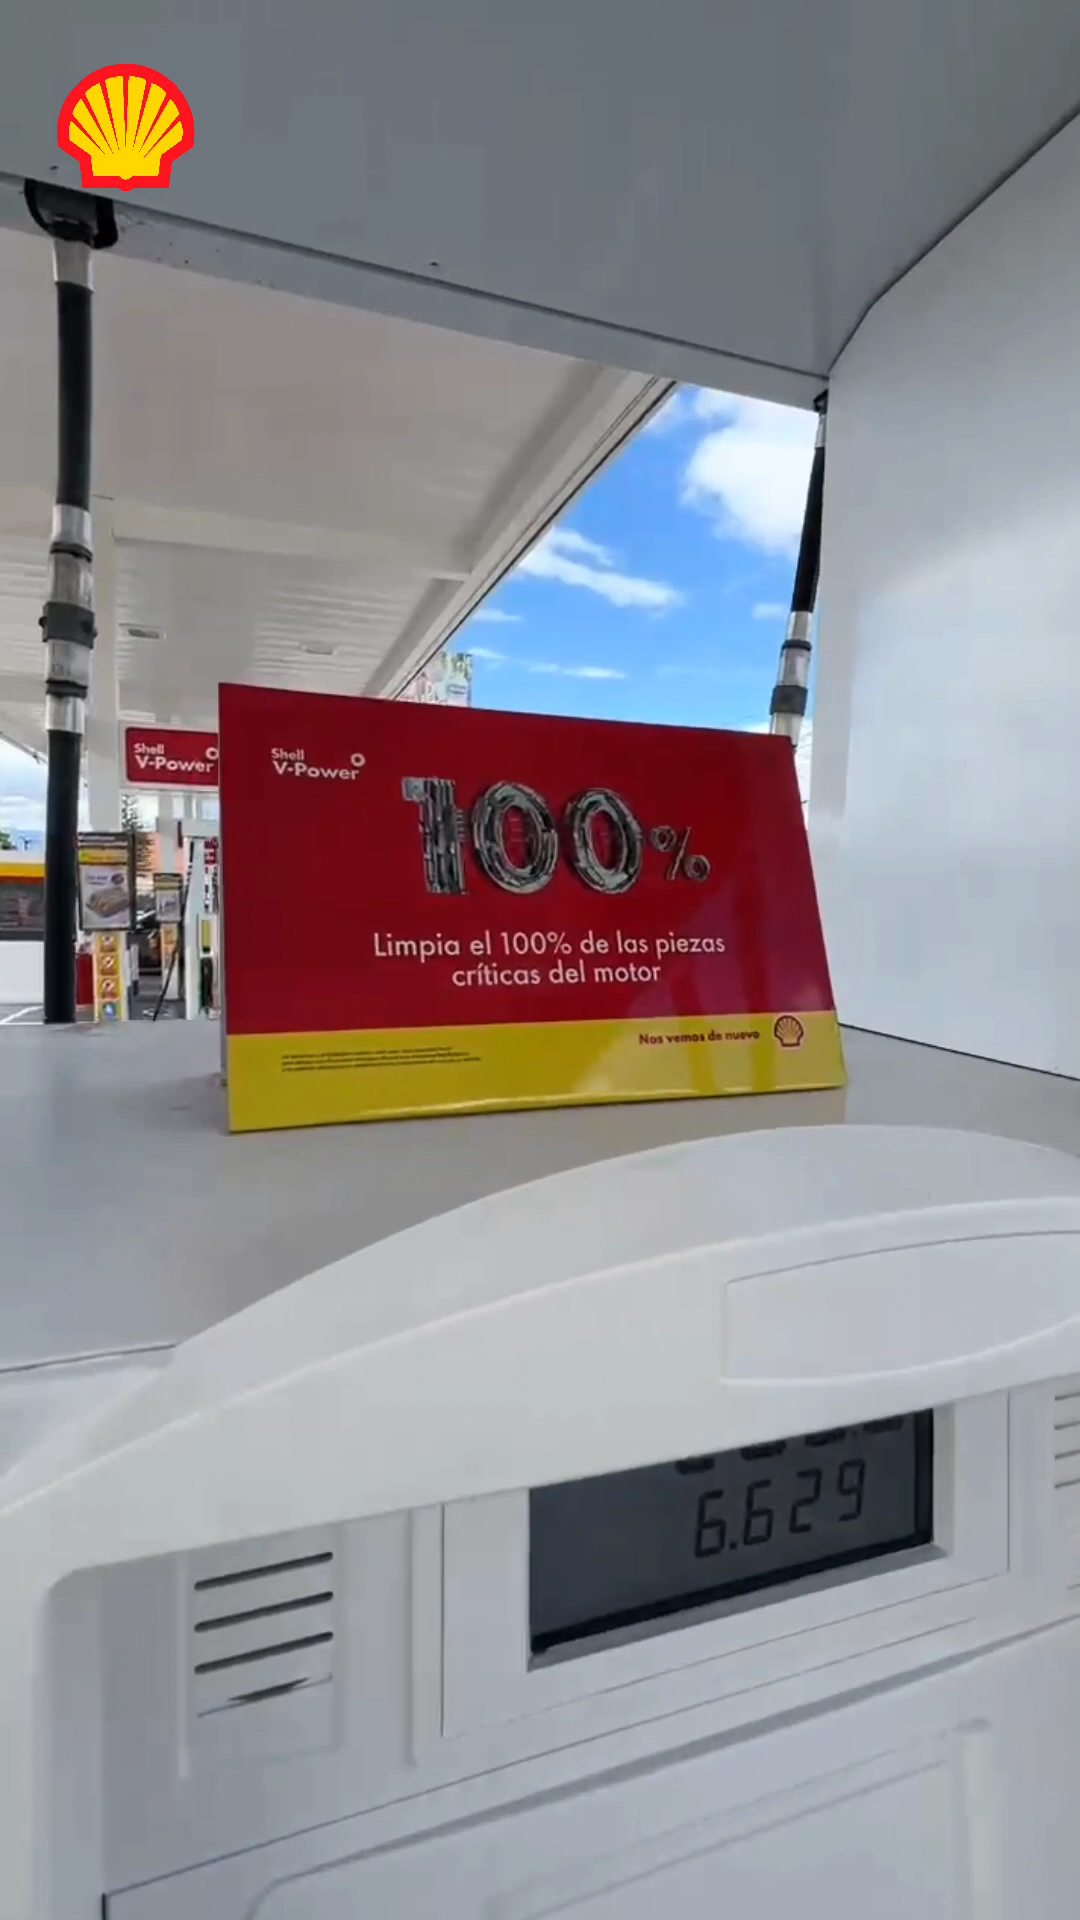 Shell
V-Power
Shell
V-Power
100%
Limpia el 100% de las piezas
críticas del motor
Nos vemos de nuevo
6.629